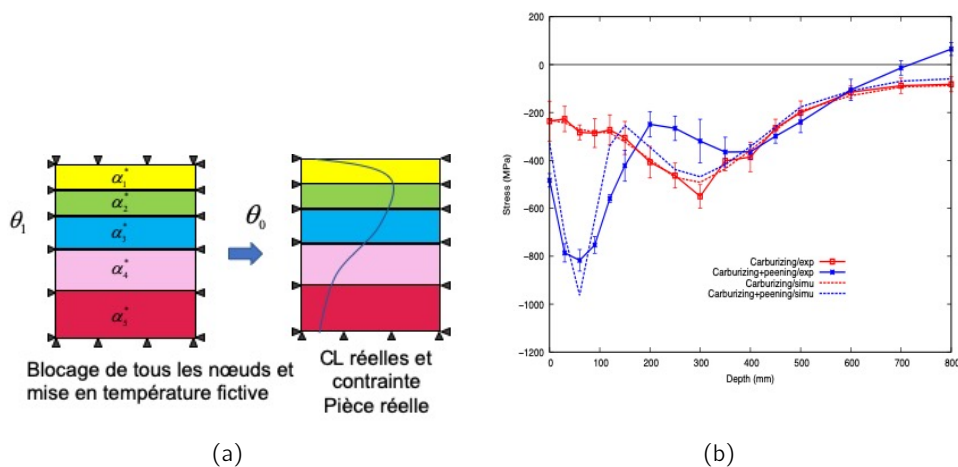 θ₁
α₁*
α₂*
α₃*
α₄*
α₅*
θ₀
Blocage de tous les nœuds et
mise en température fictive
CL réelles et
contrainte
Pièce réelle
(a)
Stress (MPa)
200
0
-200
-400
-600
-800
-1000
-1200
0 100 200 300 400 500 600 700 800
Depth (mm)
Carburizing/exp
Carburizing+peening/exp
Carburizing/simu
Carburizing+peening/simu
(b)